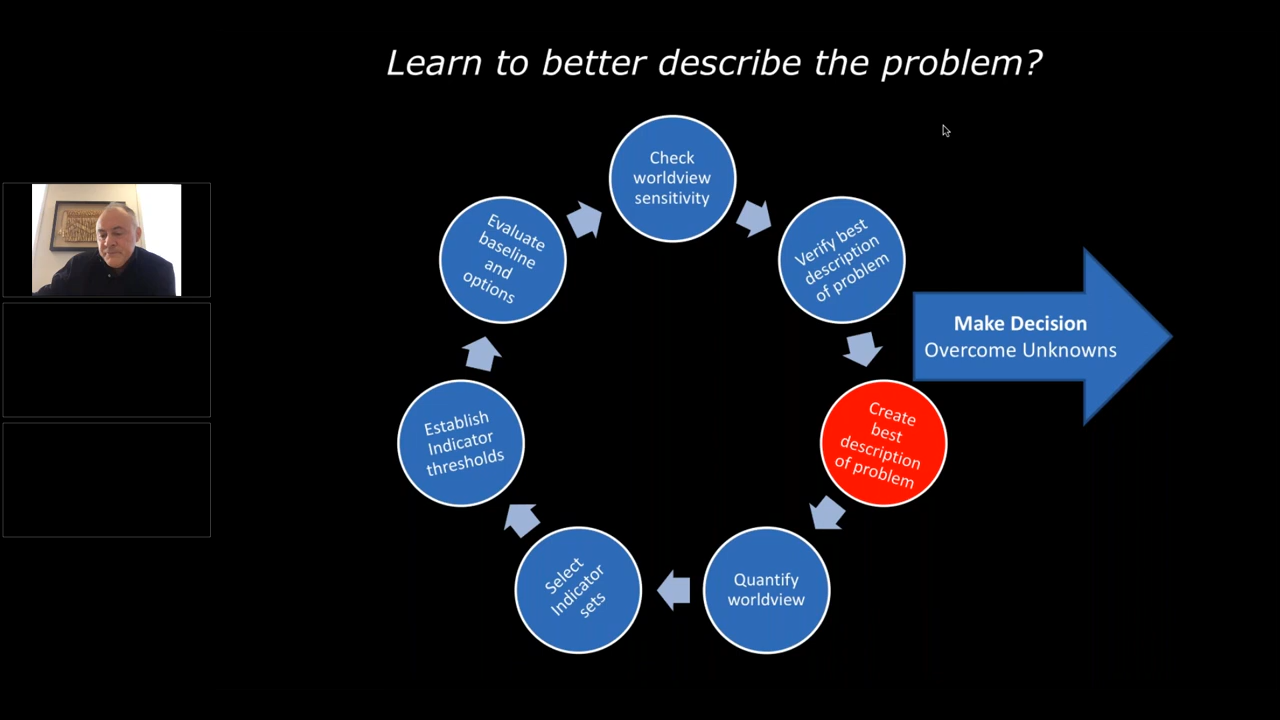 Learn to better describe the problem?
Check
worldview
sensitivity
Verify best
description
of problem
Make Decision
Overcome Unknowns
Create
best
description
of problem
Quantify
worldview
Select
Indicator
sets
Establish
Indicator
thresholds
Evaluate
baseline
and
options